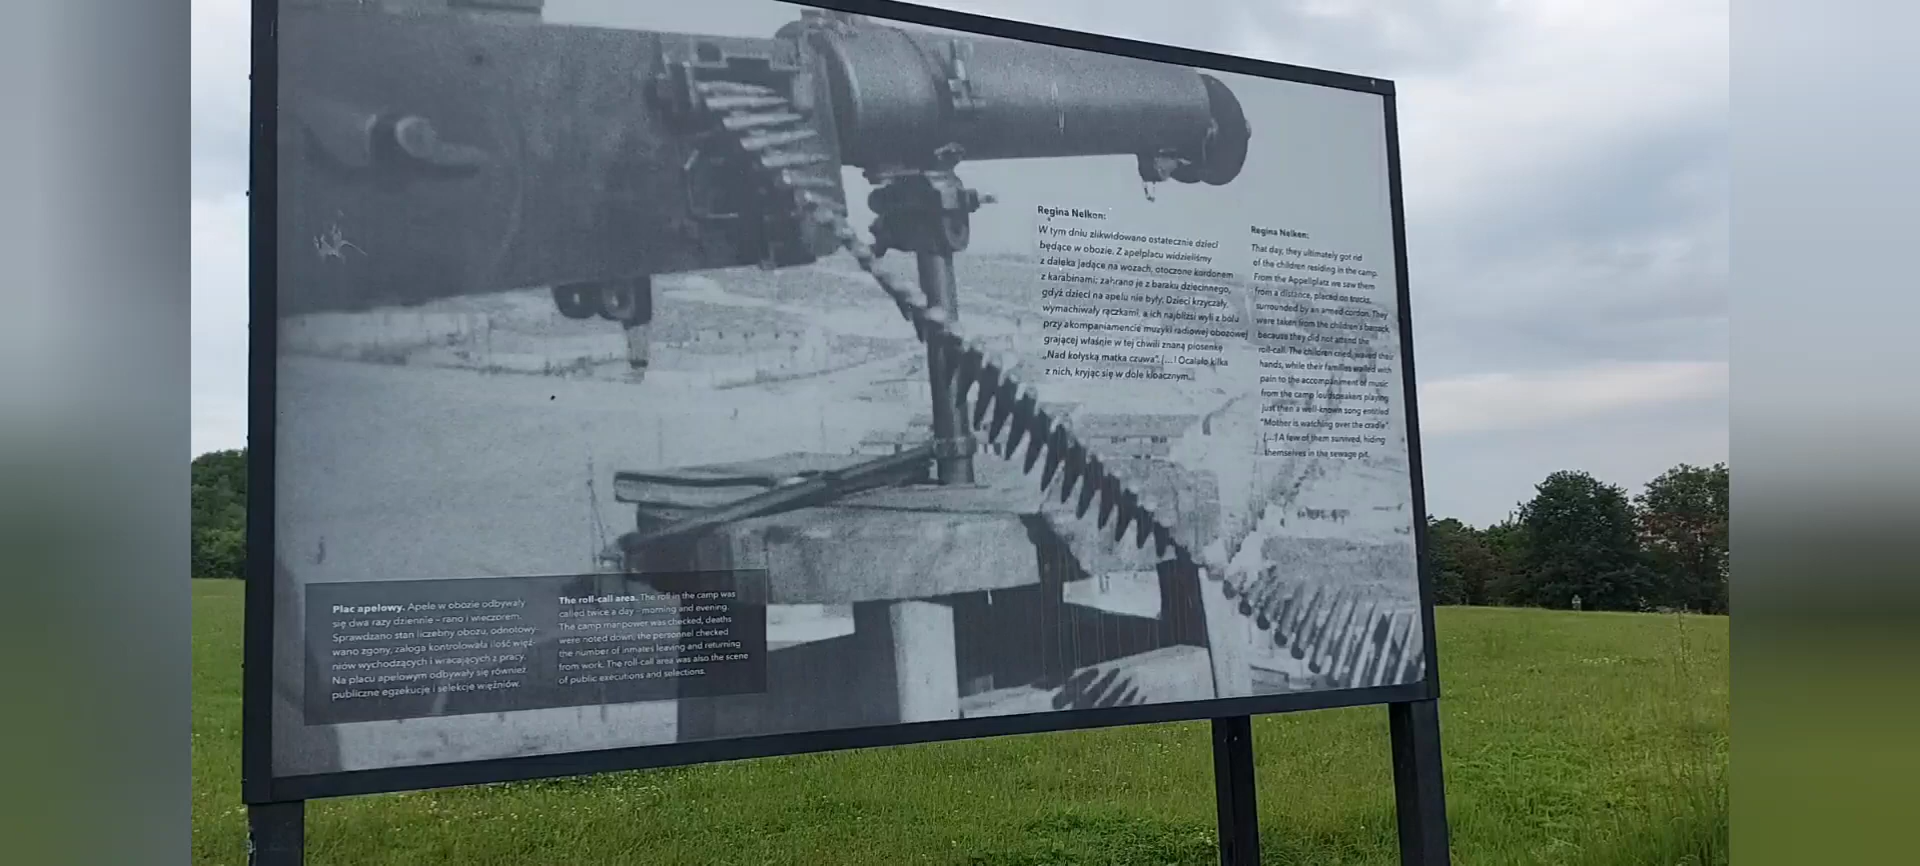 Regina Nelken:
W tym dniu zlikwidowano ostatecznie dzieci
będące w obozie. Z apelplacu widzieliśmy
z daleka jadące na wozach, otoczone kordonem
z karabinami; zabrano je z baraku dziecinnego,
gdyż dzieci na apelu nie były. Dzieci krzyczały,
wymachiwały rączkami, a ich najbliżsi wyli z bólu
przy akompaniamencie muzyki radiowej obozowej
grającej właśnie w tej chwili znaną piosenkę
„Nad kołyską matka czuwa”. [...] Ocalało kilka
z nich, kryjąc się w dole kloacznym.
Regina Nelken:
That day, they ultimately got rid
of the children residing in the camp.
From the Appellplatz we saw them
from a distance, placed on trucks,
surrounded by an armed cordon. They
were taken from the children's barrack,
because they did not attend the
roll-call. The children cried, waved their
hands, while their families wailed with
pain to the accompaniment of music
from the camp loudspeakers playing
just then a well-known song entitled
"Mother is watching over the cradle".
[...] A few of them survived, hiding
themselves in the sewage pit.
Plac apelowy. Apele w obozie odbywały
się dwa razy dziennie – rano i wieczorem.
Sprawdzano stan liczebny obozu, odnotowy-
wano zgony, załoga kontrolowała ilość więź-
niów wychodzących i wracających z pracy.
Na placu apelowym odbywały się również
publiczne egzekucje i selekcje więźniów.
The roll-call area. The roll in the camp was
called twice a day – morning and evening.
The camp manpower was checked, deaths
were noted down, the personnel checked
the number of inmates leaving and returning
from work. The roll-call area was also the scene
of public executions and selections.